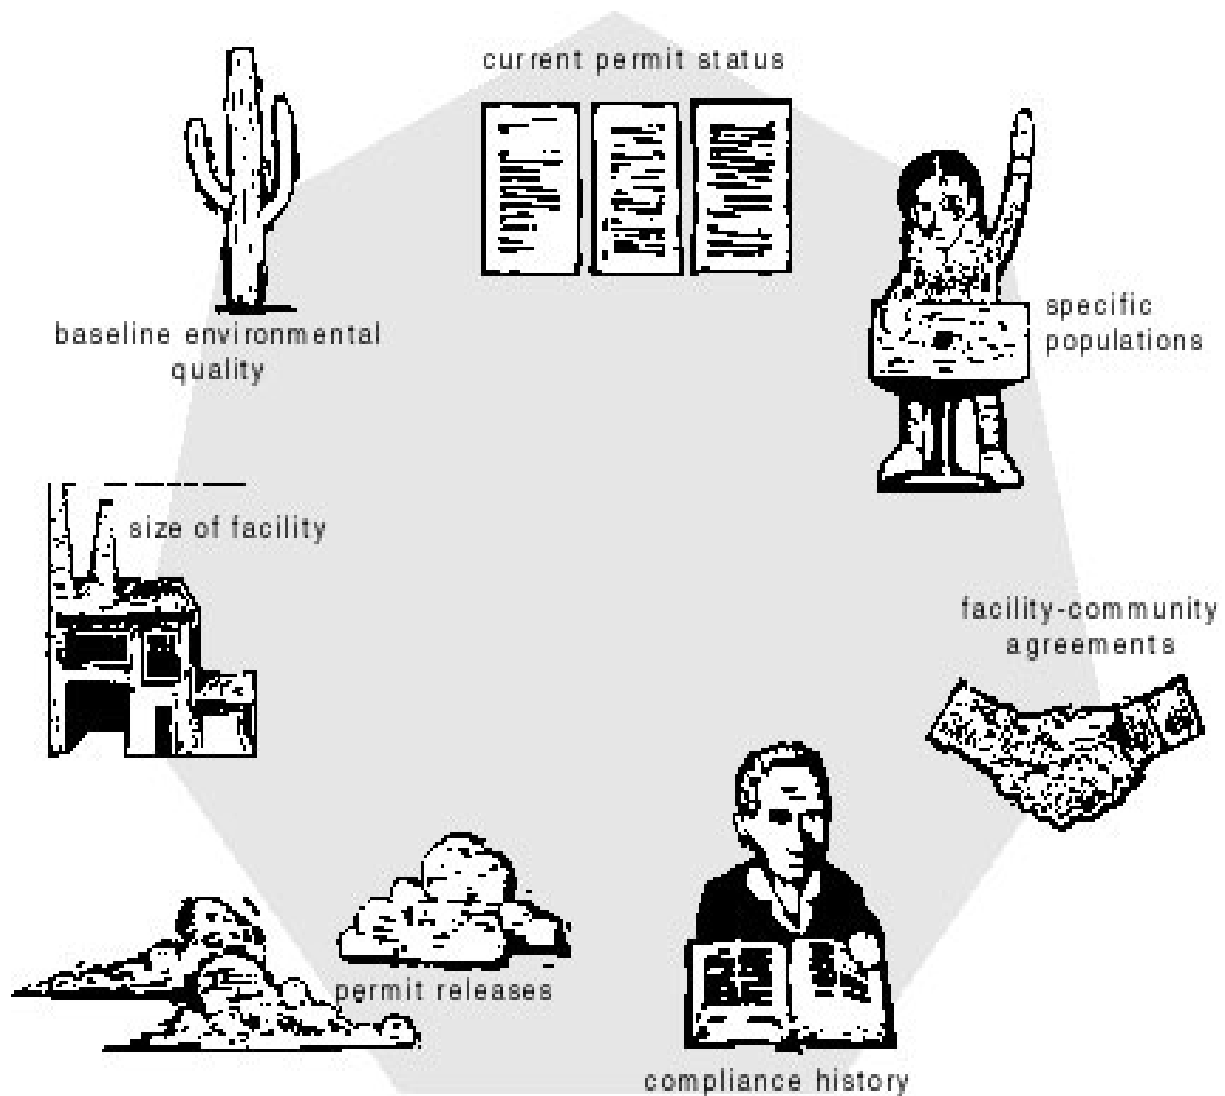 current permit status
specific
populations
baseline environmental
quality
size of facility
facility-community
agreements
permit releases
compliance history